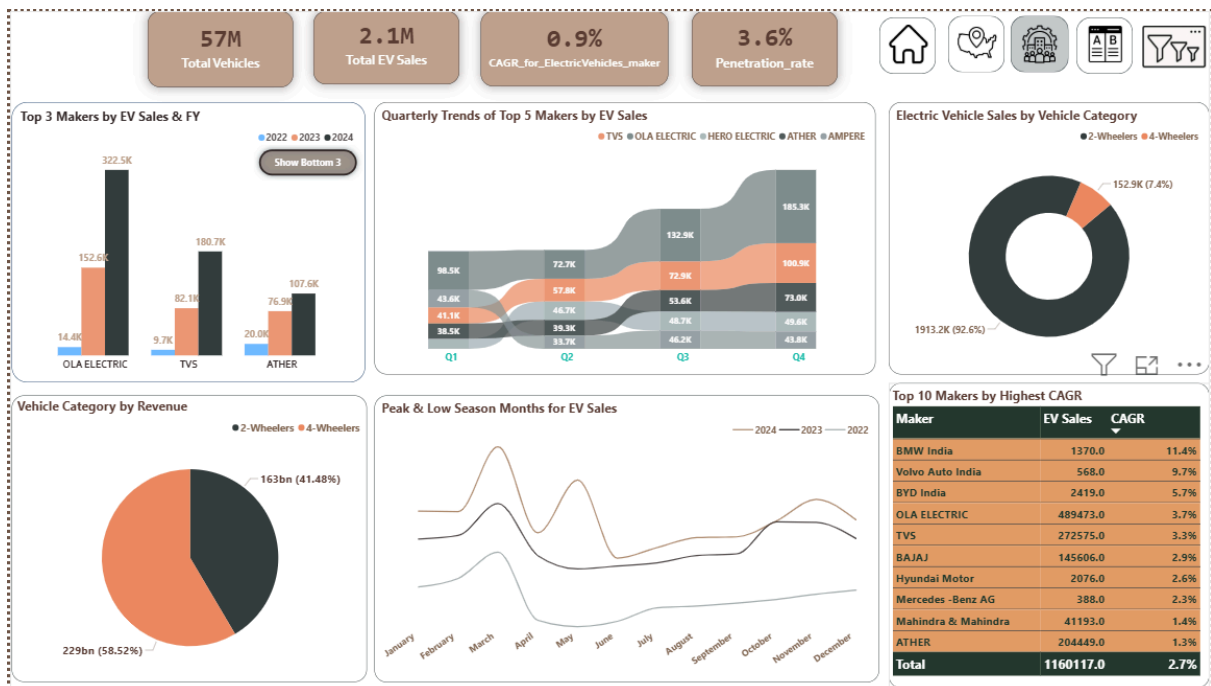 57M
Total Vehicles
2.1M
Total EV Sales
0.9%
CAGR_for_ElectricVehicles_maker
3.6%
Penetration_rate
A B
Top 3 Makers by EV Sales & FY
2022 2023 2024
Show Bottom 3
322.5K
152.6K
14.4K
180.7K
82.1K
9.7K
107.6K
76.9K
20.0K
OLA ELECTRIC TVS ATHER
Quarterly Trends of Top 5 Makers by EV Sales
TVS OLA ELECTRIC HERO ELECTRIC ATHER AMPERE
98.5K
43.6K
41.1K
38.5K
72.7K
57.8K
46.7K
39.3K
33.7K
132.9K
72.9K
53.6K
48.7K
46.2K
185.3K
100.9K
73.0K
49.6K
43.8K
Q1 Q2 Q3 Q4
Electric Vehicle Sales by Vehicle Category
2-Wheelers 4-Wheelers
152.9K (7.4%)
1913.2K (92.6%)
Vehicle Category by Revenue
2-Wheelers 4-Wheelers
163bn (41.48%)
229bn (58.52%)
Peak & Low Season Months for EV Sales
2024 2023 2022
January February March April May June July August September October November December
Top 10 Makers by Highest CAGR
Maker EV Sales CAGR
BMW India 1370.0 11.4%
Volvo Auto India 568.0 9.7%
BYD India 2419.0 5.7%
OLA ELECTRIC 489473.0 3.7%
TVS 272575.0 3.3%
BAJAJ 145606.0 2.9%
Hyundai Motor 2076.0 2.6%
Mercedes -Benz AG 388.0 2.3%
Mahindra & Mahindra 41193.0 1.4%
ATHER 204449.0 1.3%
Total 1160117.0 2.7%